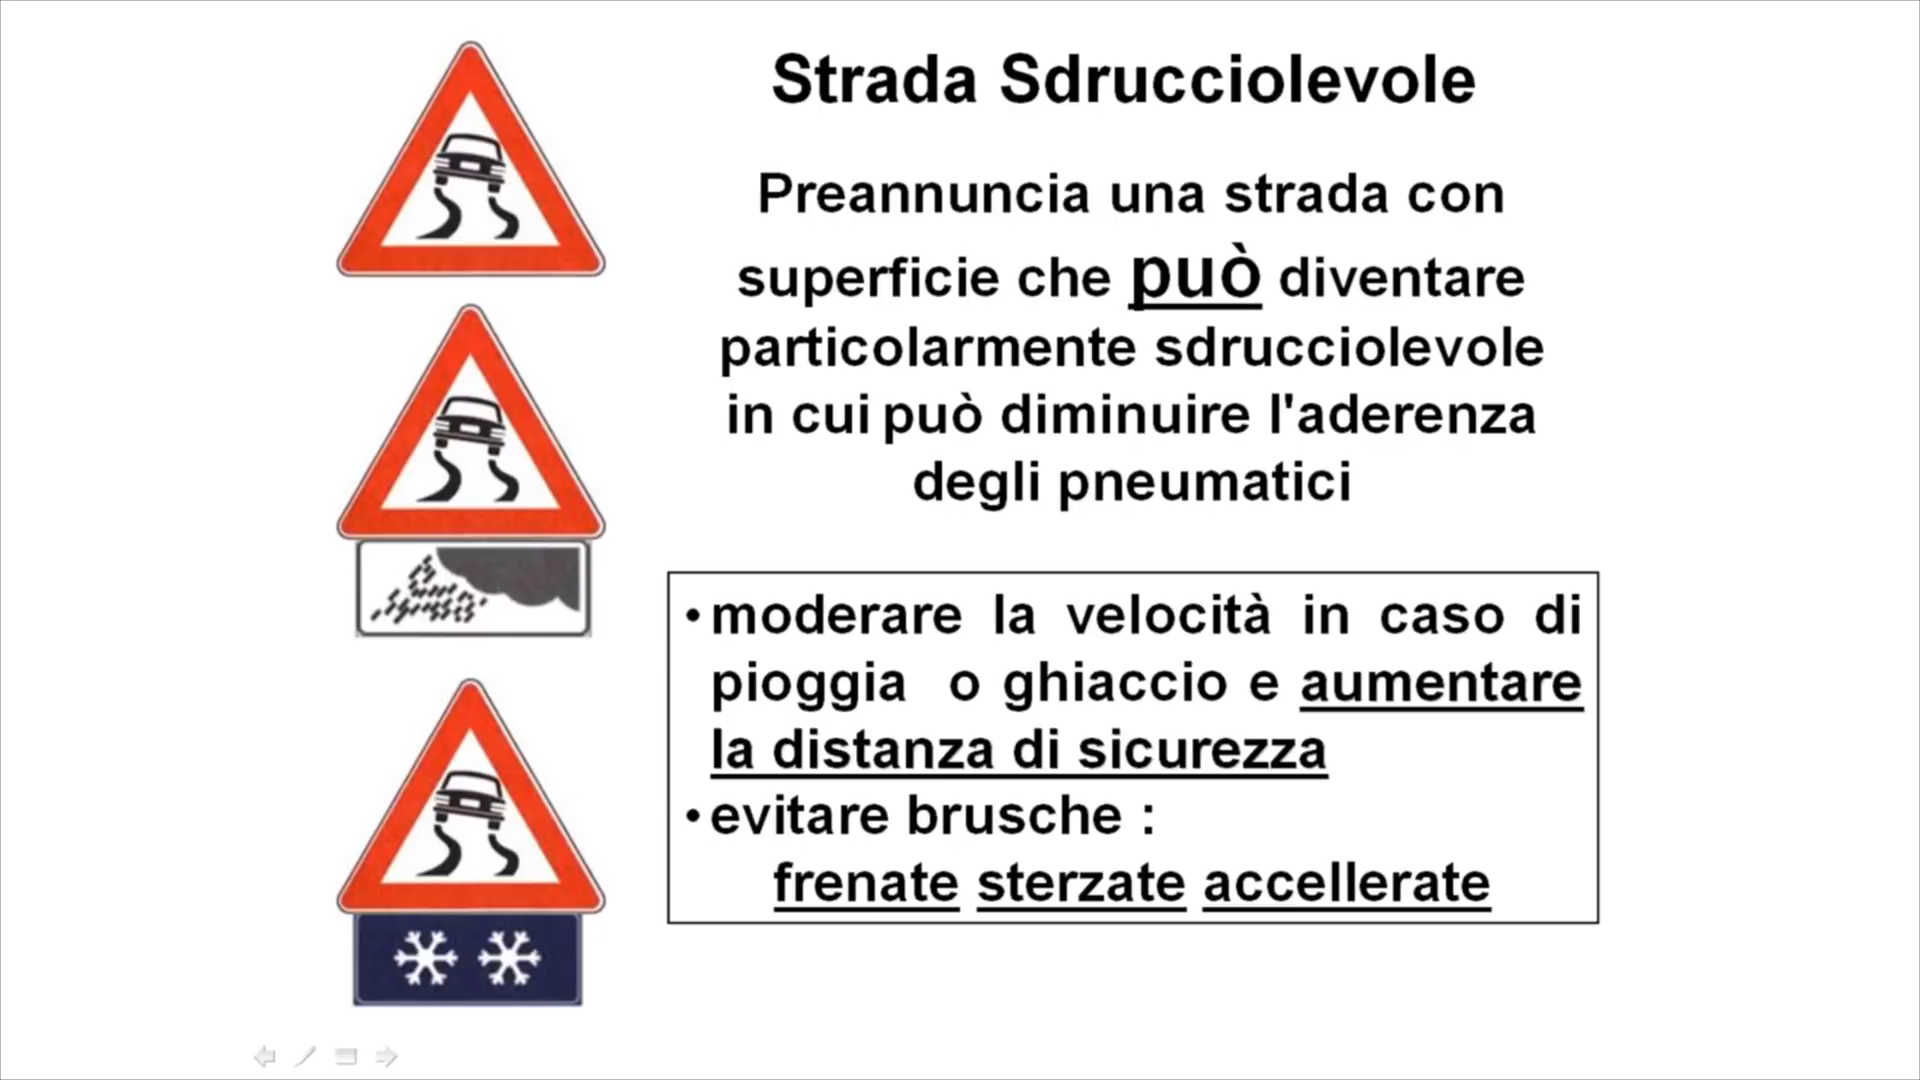 Strada Sdrucciolevole
Preannuncia una strada con
superficie che può diventare
particolarmente sdrucciolevole
in cui può diminuire l'aderenza
degli pneumatici
• moderare la velocità in caso di
pioggia o ghiaccio e aumentare
la distanza di sicurezza
• evitare brusche :
frenate sterzate accellerate